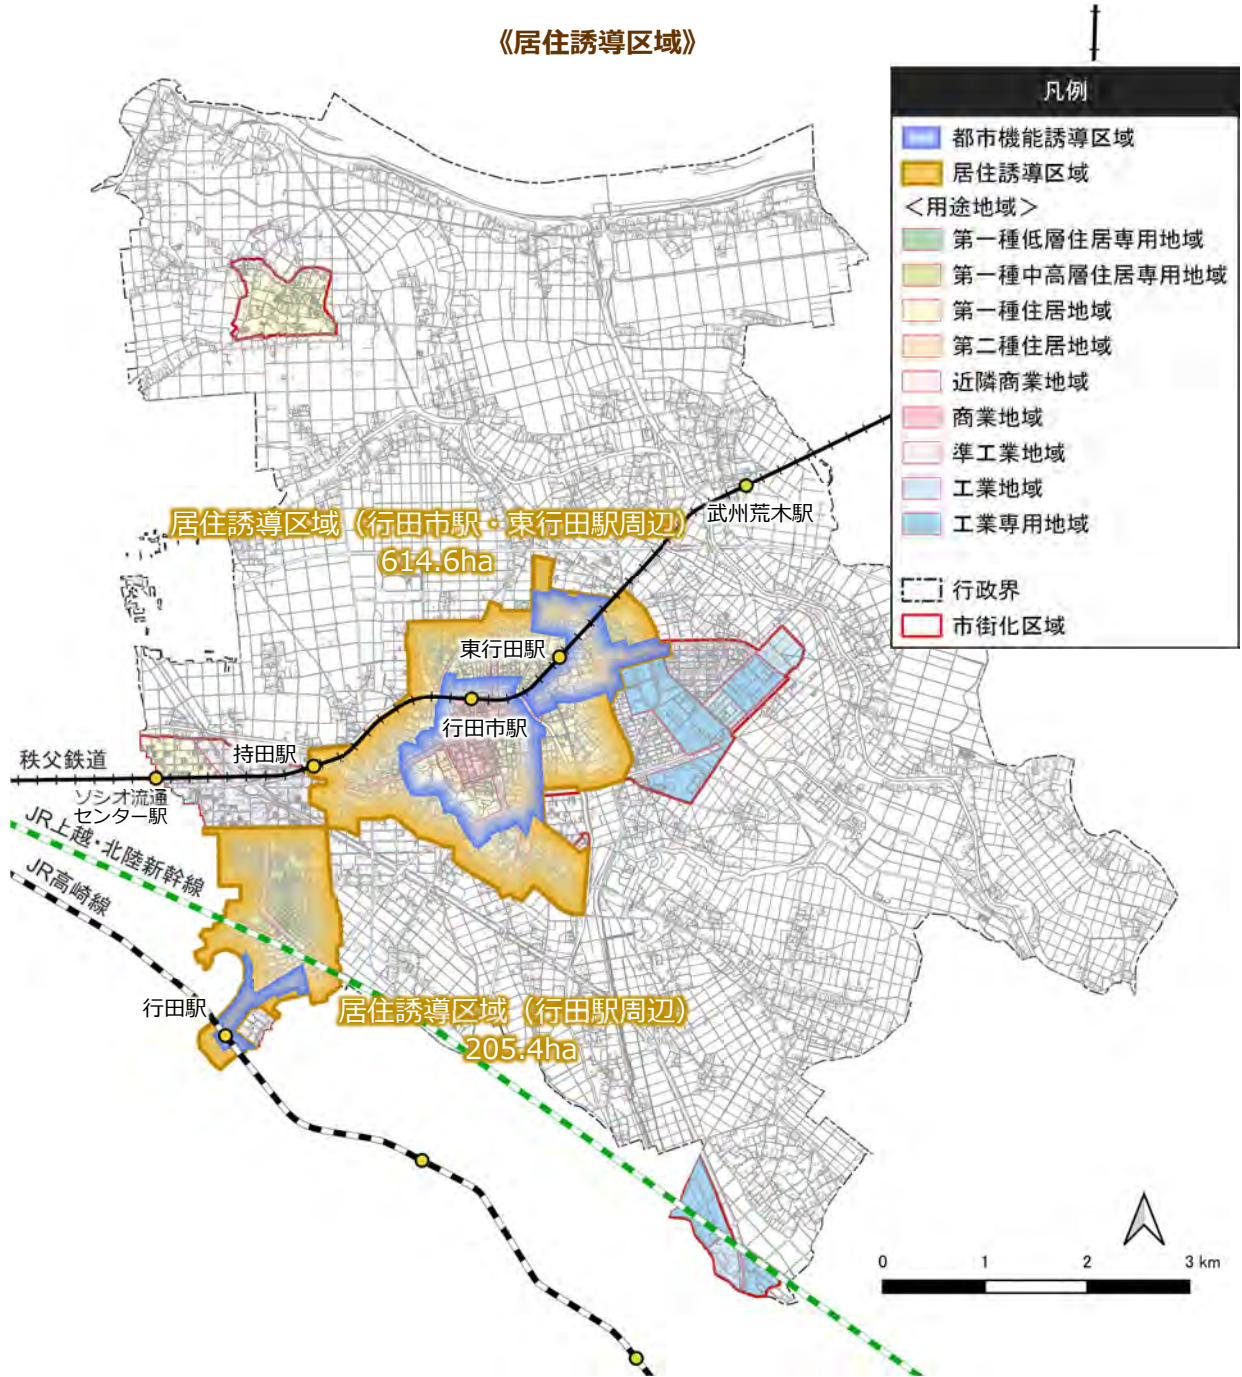 《居住誘導区域》
凡例
都市機能誘導区域
居住誘導区域
＜用途地域＞
第一種低層住居専用地域
第一種中高層住居専用地域
第一種住居地域
第二種住居地域
近隣商業地域
商業地域
準工業地域
工業地域
工業専用地域
行政界
市街化区域
武州荒木駅
居住誘導区域（行田市駅・東行田駅周辺）
614.6ha
東行田駅
行田市駅
持田駅
秩父鉄道
ソシオ流通
センター駅
JR上越・北陸新幹線
JR高崎線
行田駅
居住誘導区域（行田駅周辺）
205.4ha
0 1 2 3 km